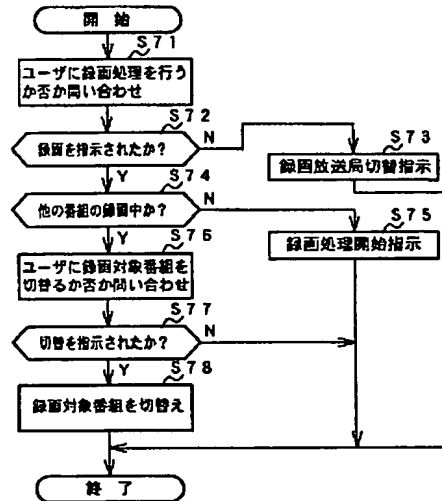 開始
S71
ユーザに録画処理を行う
か否か問い合わせ
S72
録画を指示されたか？
N
S73
録画放送局切替指示
Y
S74
他の番組の録画中か？
N
S75
録画処理開始指示
Y
S76
ユーザに録画対象番組を
切替るか否か問い合わせ
S77
切替を指示されたか？
N
Y
S78
録画対象番組を切替え
終了